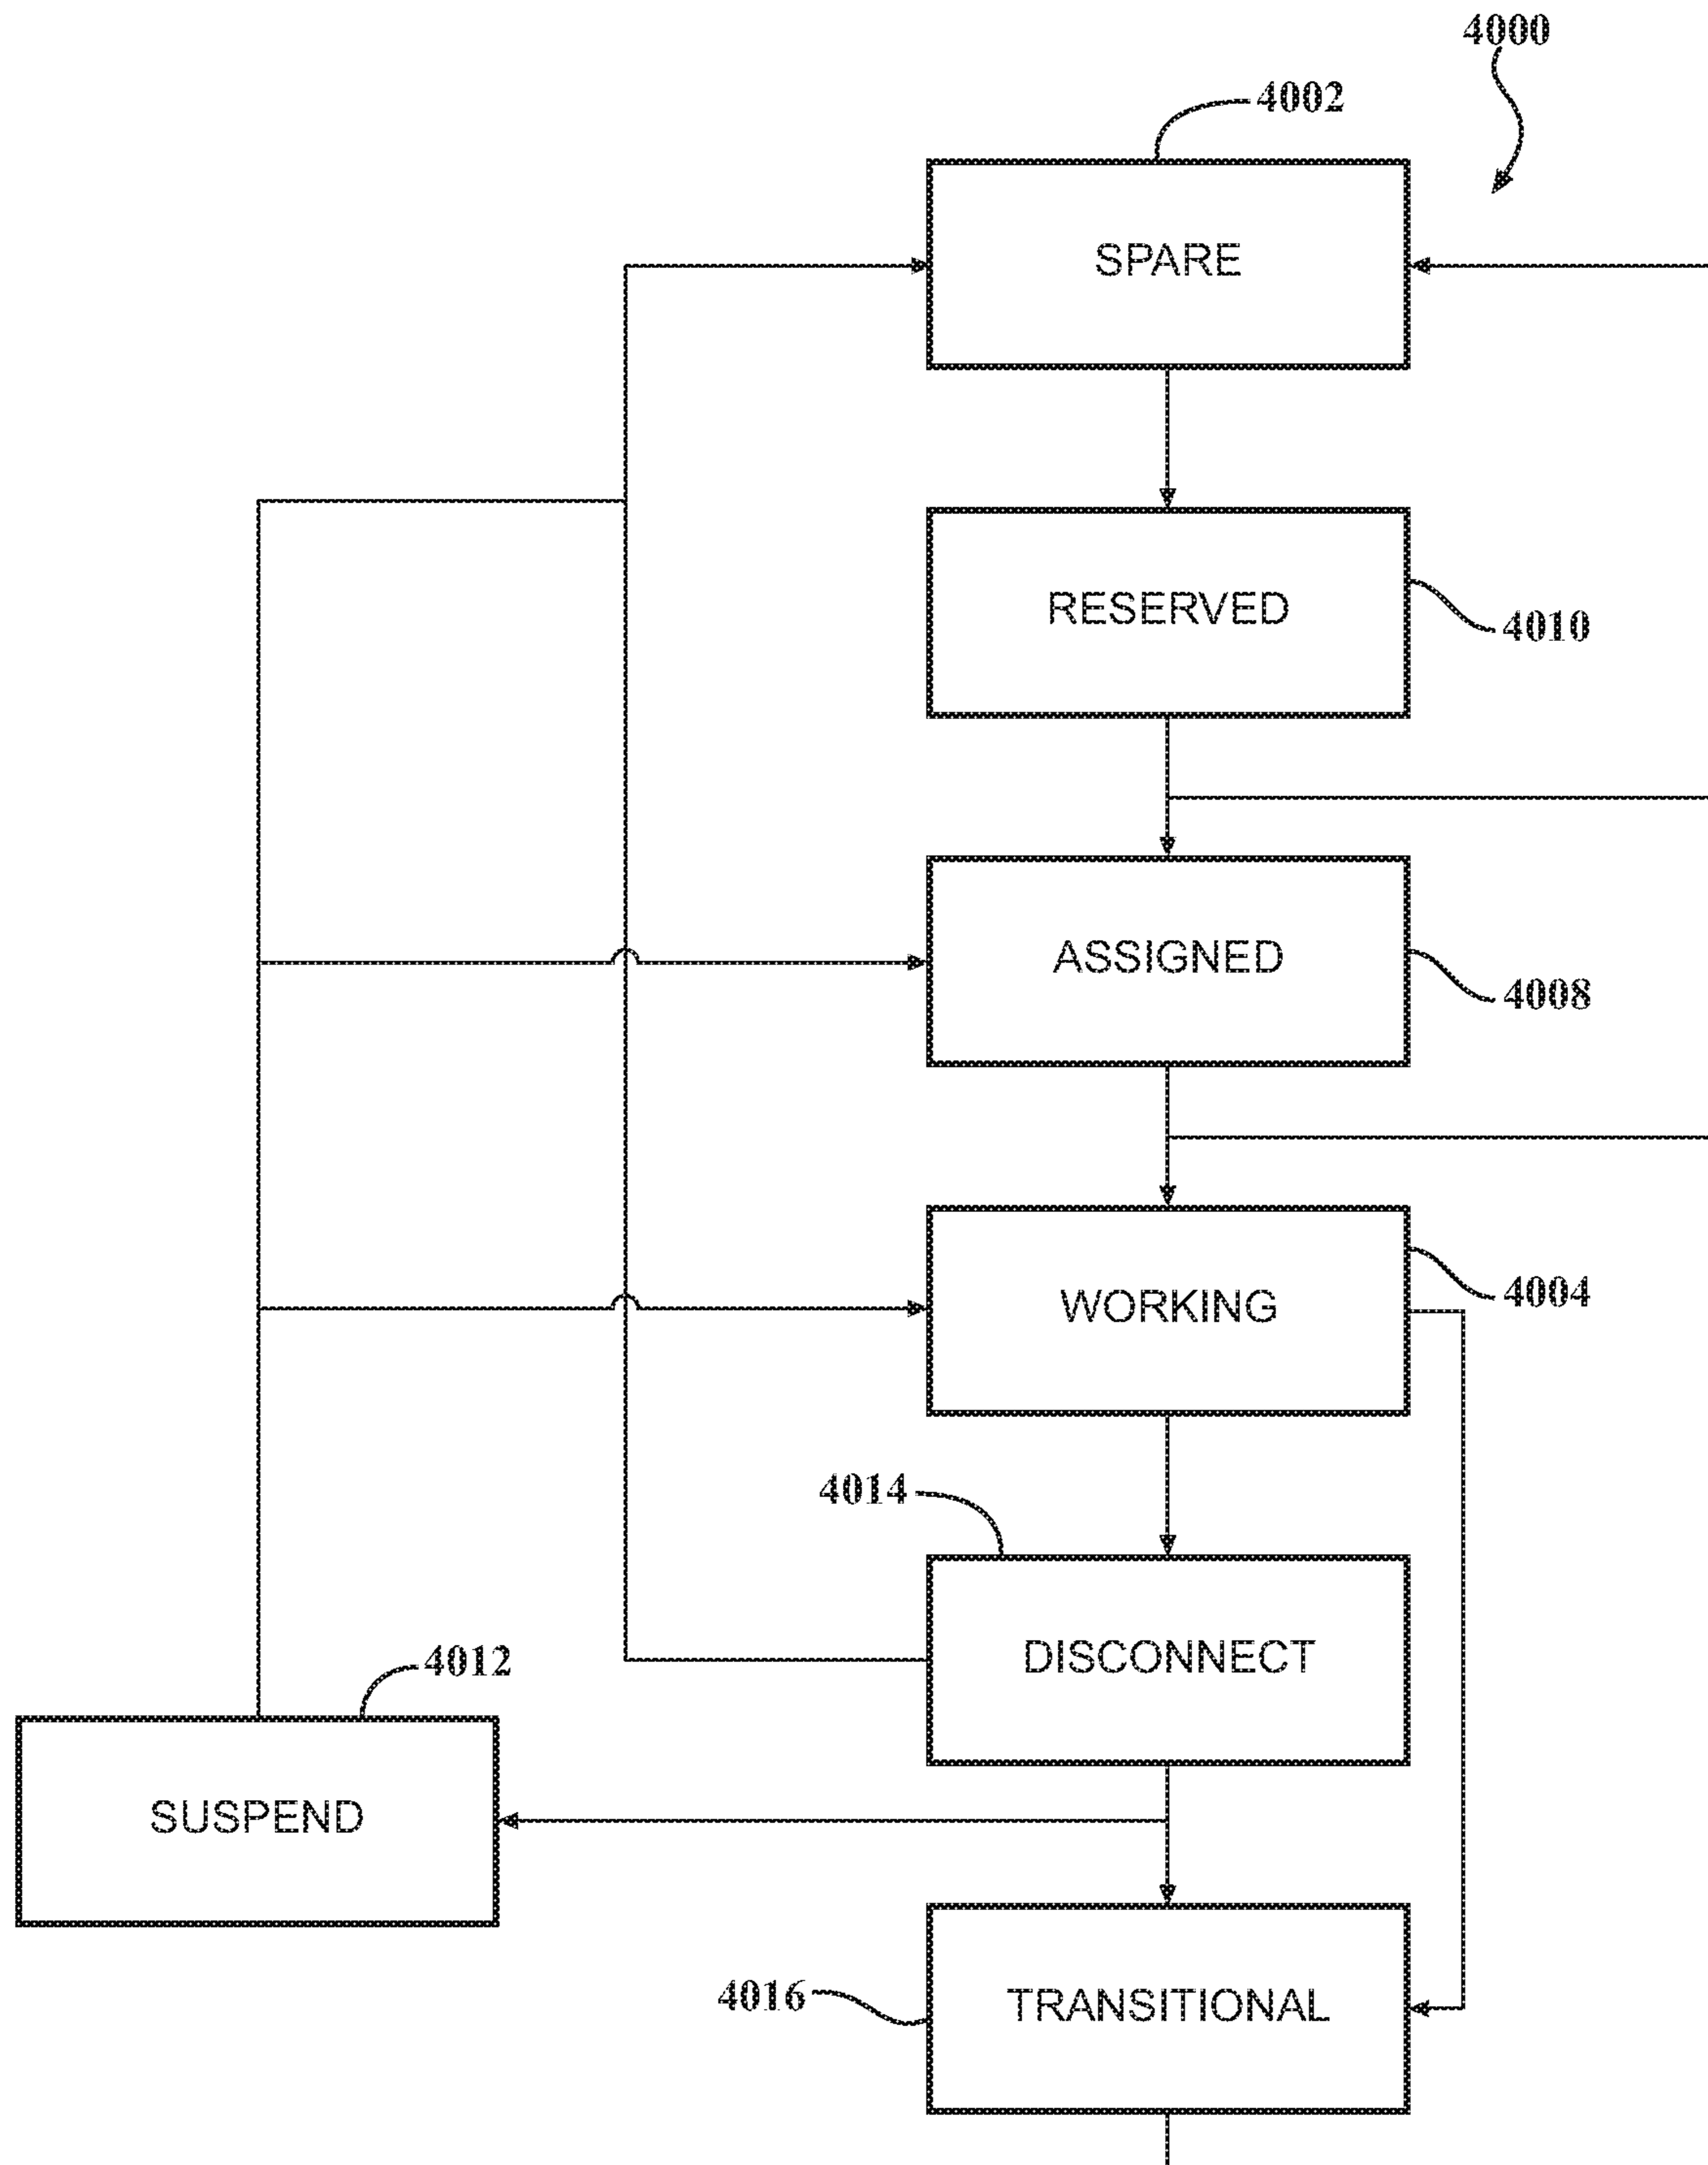 4000
4002
SPARE
RESERVED
4010
ASSIGNED
4008
WORKING
4004
4014
DISCONNECT
4012
SUSPEND
TRANSITIONAL
4016